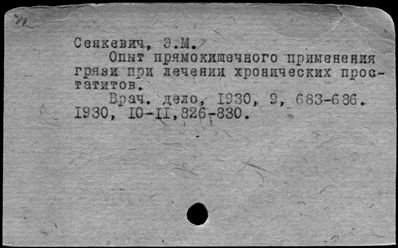 Сенкевич, Э.М.
Опыт прямокишечного применения
грязи при лечении хронических прос-
татитов.
Врач. дело, 1930, 9, 683-686.
1930, 10-11,826-830.